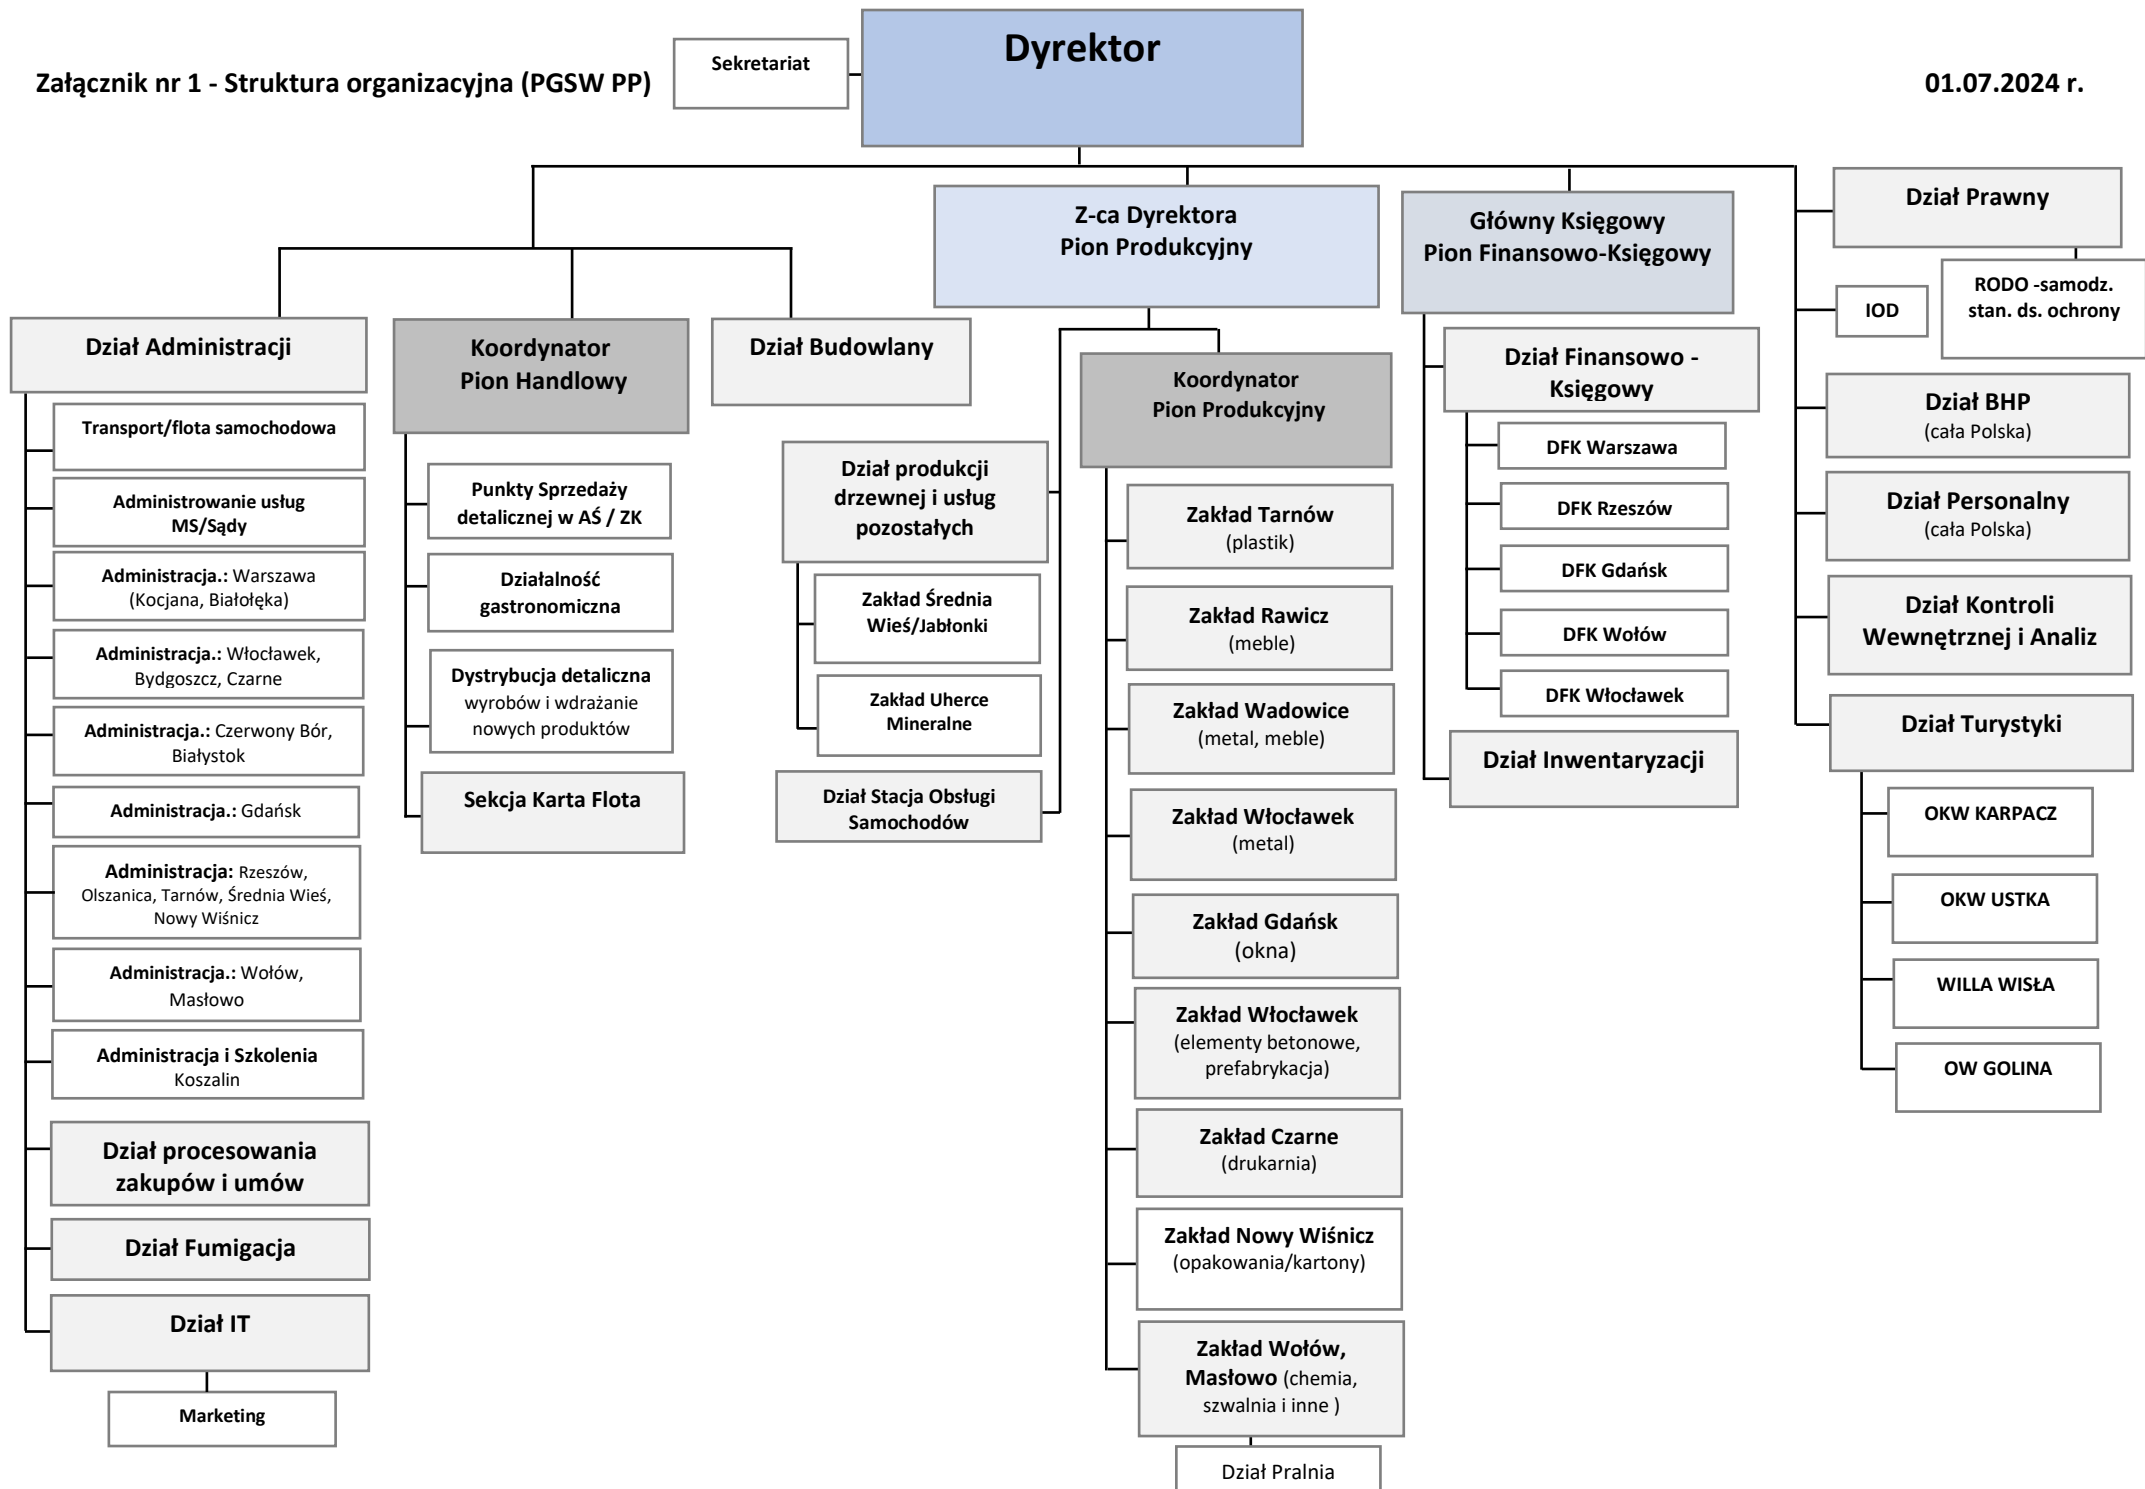 Załącznik nr 1 - Struktura organizacyjna (PGSW PP)
Sekretariat
Dyrektor
01.07.2024 r.
Dział Administracji
Transport/flota samochodowa
Administrowanie usług
MS/Sądy
Administracja.: Warszawa
(Kocjana, Białołęka)
Administracja.: Włocławek,
Bydgoszcz, Czarne
Administracja.: Czerwony Bór,
Białystok
Administracja.: Gdańsk
Administracja: Rzeszów,
Olszanica, Tarnów, Średnia Wieś,
Nowy Wiśnicz
Administracja.: Wołów,
Masłowo
Administracja i Szkolenia
Koszalin
Dział procesowania
zakupów i umów
Dział Fumigacja
Dział IT
Marketing
Koordynator
Pion Handlowy
Punkty Sprzedaży
detalicznej w AŚ / ZK
Działalność
gastronomiczna
Dystrybucja detaliczna
wyrobów i wdrażanie
nowych produktów
Sekcja Karta Flota
Dział Budowlany
Z-ca Dyrektora
Pion Produkcyjny
Dział produkcji
drzewnej i usług
pozostałych
Zakład Średnia
Wieś/Jabłonki
Zakład Uherce
Mineralne
Dział Stacja Obsługi
Samochodów
Koordynator
Pion Produkcyjny
Zakład Tarnów
(plastik)
Zakład Rawicz
(meble)
Zakład Wadowice
(metal, meble)
Zakład Włocławek
(metal)
Zakład Gdańsk
(okna)
Zakład Włocławek
(elementy betonowe,
prefabrykacja)
Zakład Czarne
(drukarnia)
Zakład Nowy Wiśnicz
(opakowania/kartony)
Zakład Wołów,
Masłowo (chemia,
szwalnia i inne )
Dział Pralnia
Główny Księgowy
Pion Finansowo-Księgowy
Dział Finansowo -
Księgowy
DFK Warszawa
DFK Rzeszów
DFK Gdańsk
DFK Wołów
DFK Włocławek
Dział Inwentaryzacji
Dział Prawny
RODO -samodz.
stan. ds. ochrony
IOD
Dział BHP
(cała Polska)
Dział Personalny
(cała Polska)
Dział Kontroli
Wewnętrznej i Analiz
Dział Turystyki
OKW KARPACZ
OKW USTKA
WILLA WISŁA
OW GOLINA